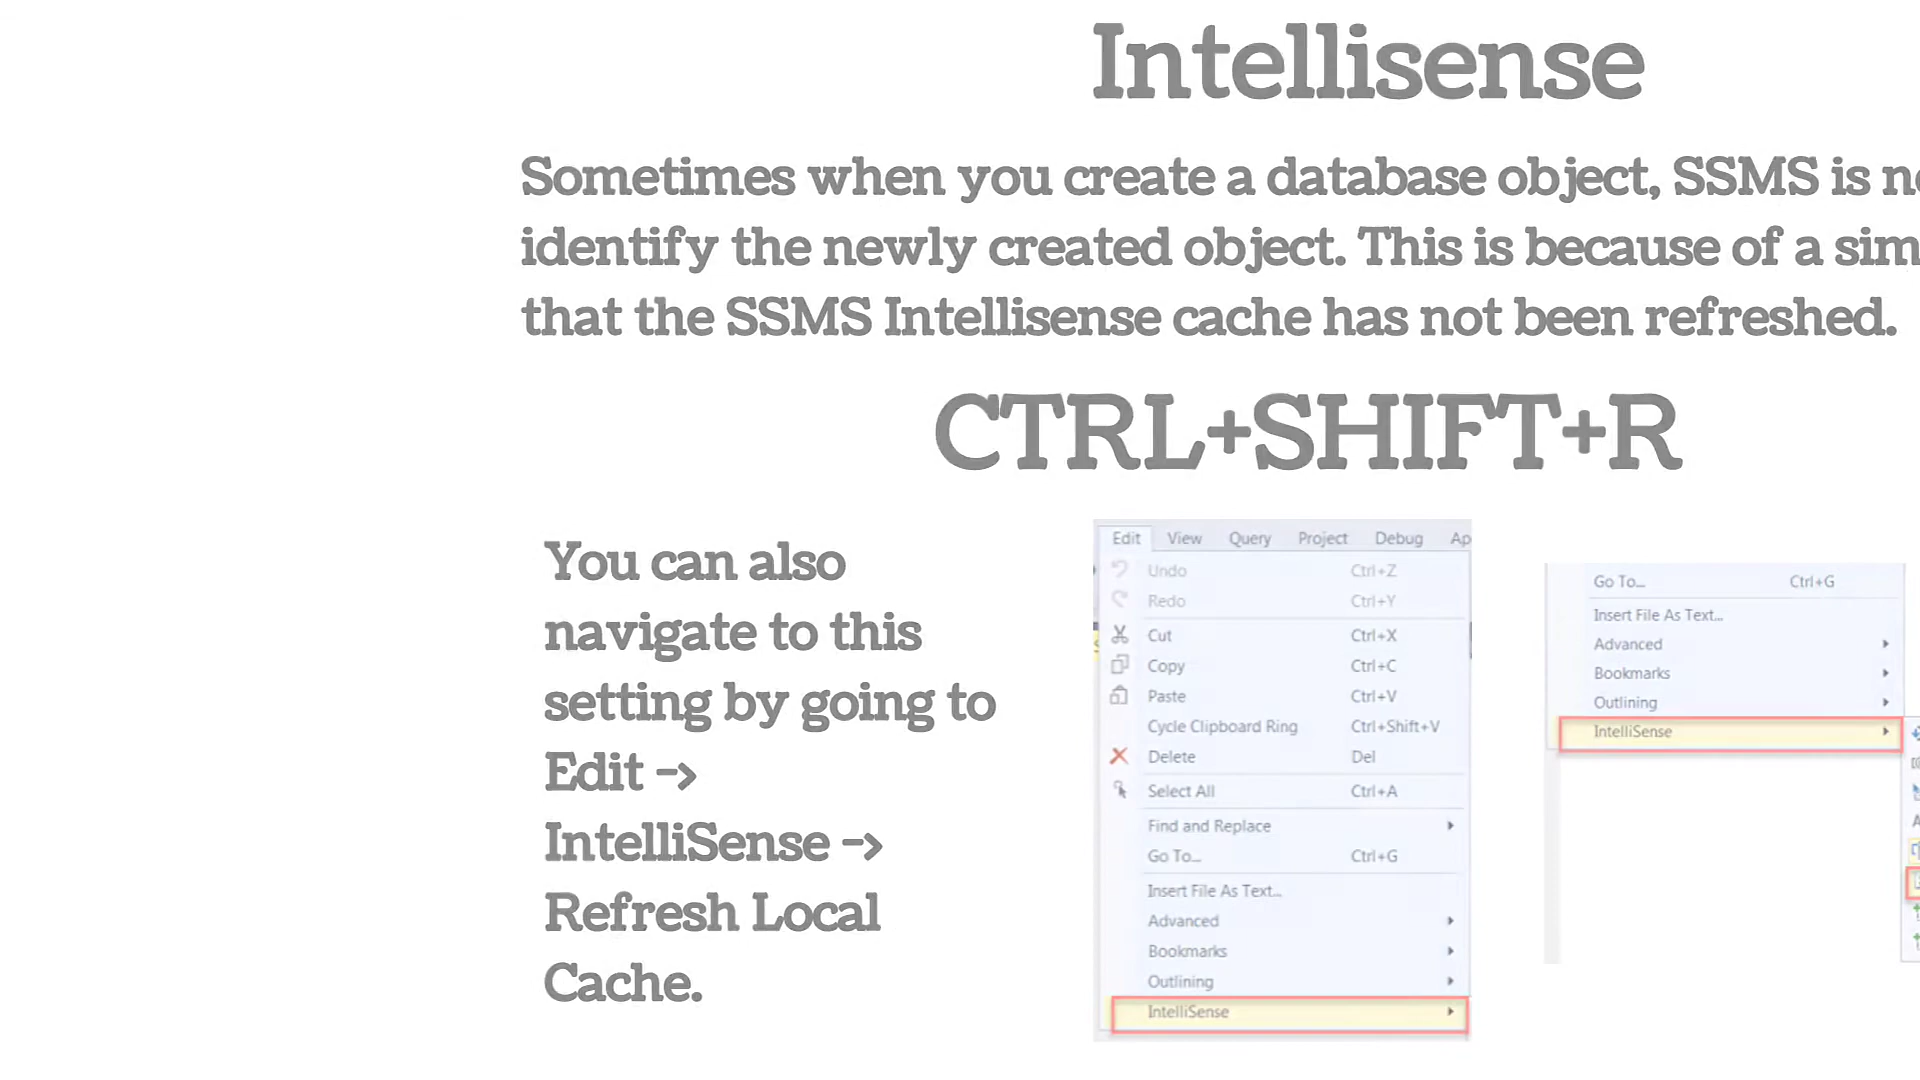 Intellisense
Sometimes when you create a database object, SSMS is
identify the newly created object. This is because of a
that the SSMS Intellisense cache has not been refreshed.
CTRL+SHIFT+R
You can also
navigate to this
setting by going to
Edit ->
IntelliSense ->
Refresh Local
Cache.
Edit View Query Project Debug
Undo Ctrl+Z
Redo Ctrl+Y
Cut Ctrl+X
Copy Ctrl+C
Paste Ctrl+V
Cycle Clipboard Ring Ctrl+Shift+V
Delete Del
Select All Ctrl+A
Find and Replace
Go To... Ctrl+G
Insert File As Text...
Advanced
Bookmarks
Outlining
IntelliSense
Go To... Ctrl+G
Insert File As Text...
Advanced
Bookmarks
Outlining
IntelliSense